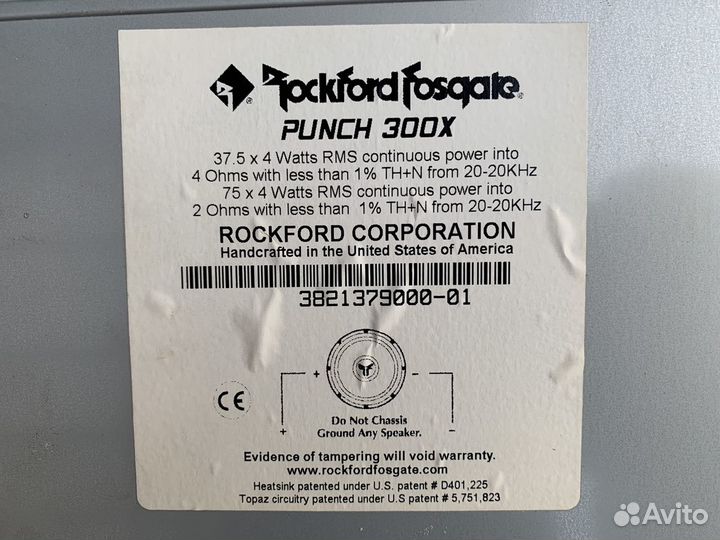 Rockford Fosgate®
PUNCH 300X
37.5 x 4 Watts RMS continuous power into
4 Ohms with less than 1% TH+N from 20-20KHz
75 x 4 Watts RMS continuous power into
2 Ohms with less than 1% TH+N from 20-20KHz
ROCKFORD CORPORATION
Handcrafted in the United States of America
3821379000-01
+ −
CE
Do Not Chassis
+ Ground Any Speaker. −
Evidence of tampering will void warranty.
www.rockfordfosgate.com
Heatsink patented under U.S. patent # D401,225
Topaz circuitry patented under U.S patent # 5,751,823
Avito